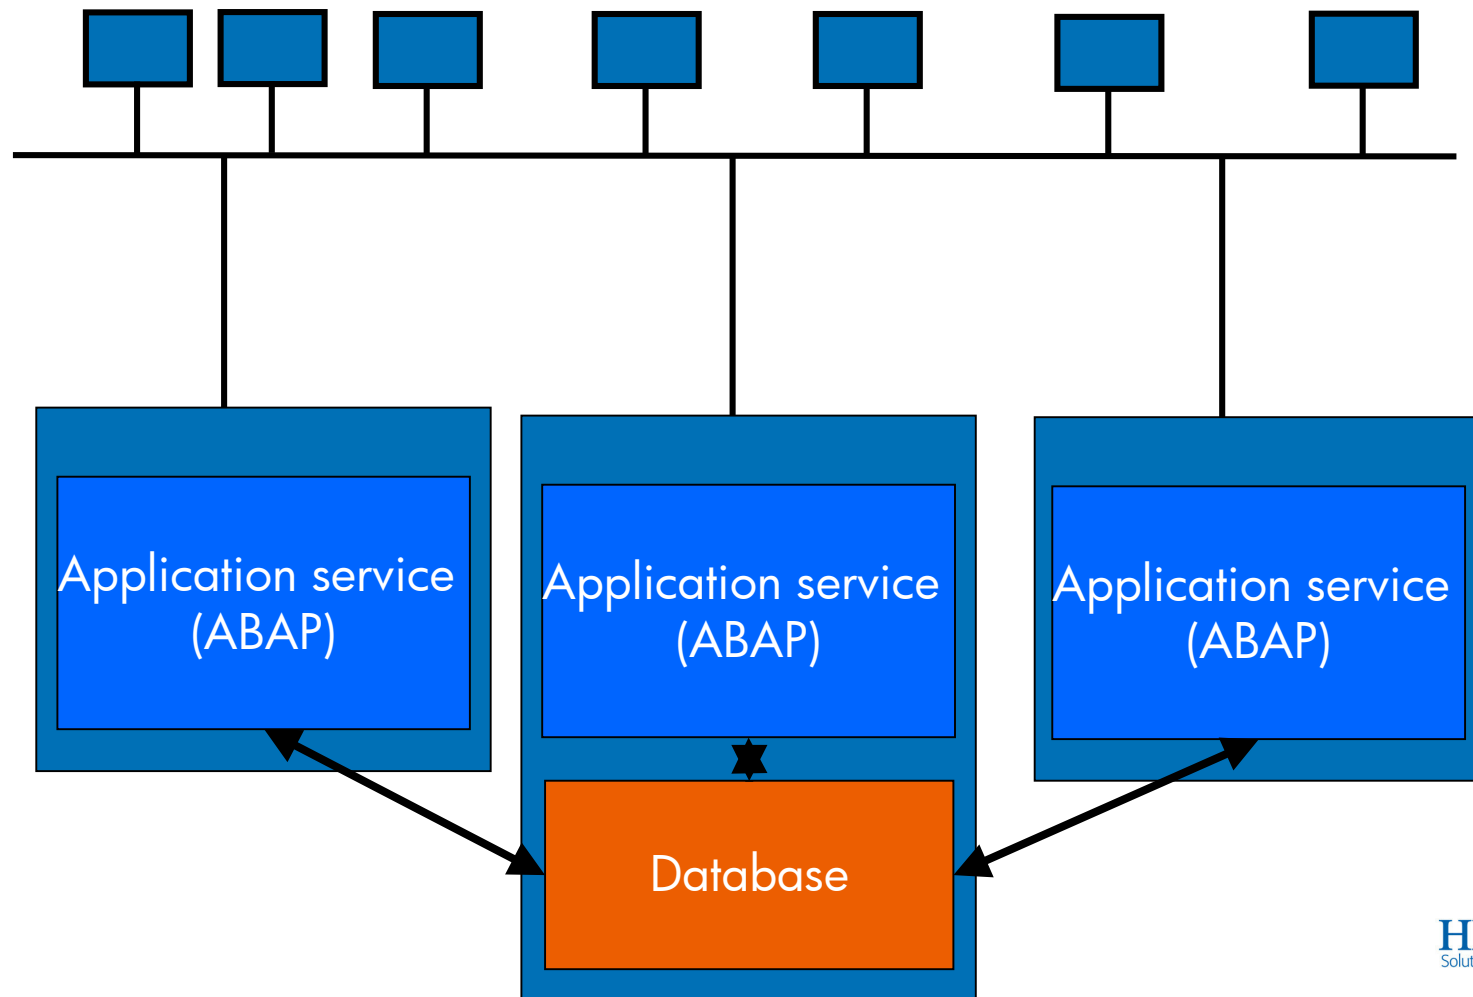 Application service
(ABAP)
Application service
(ABAP)
Application service
(ABAP)
Database